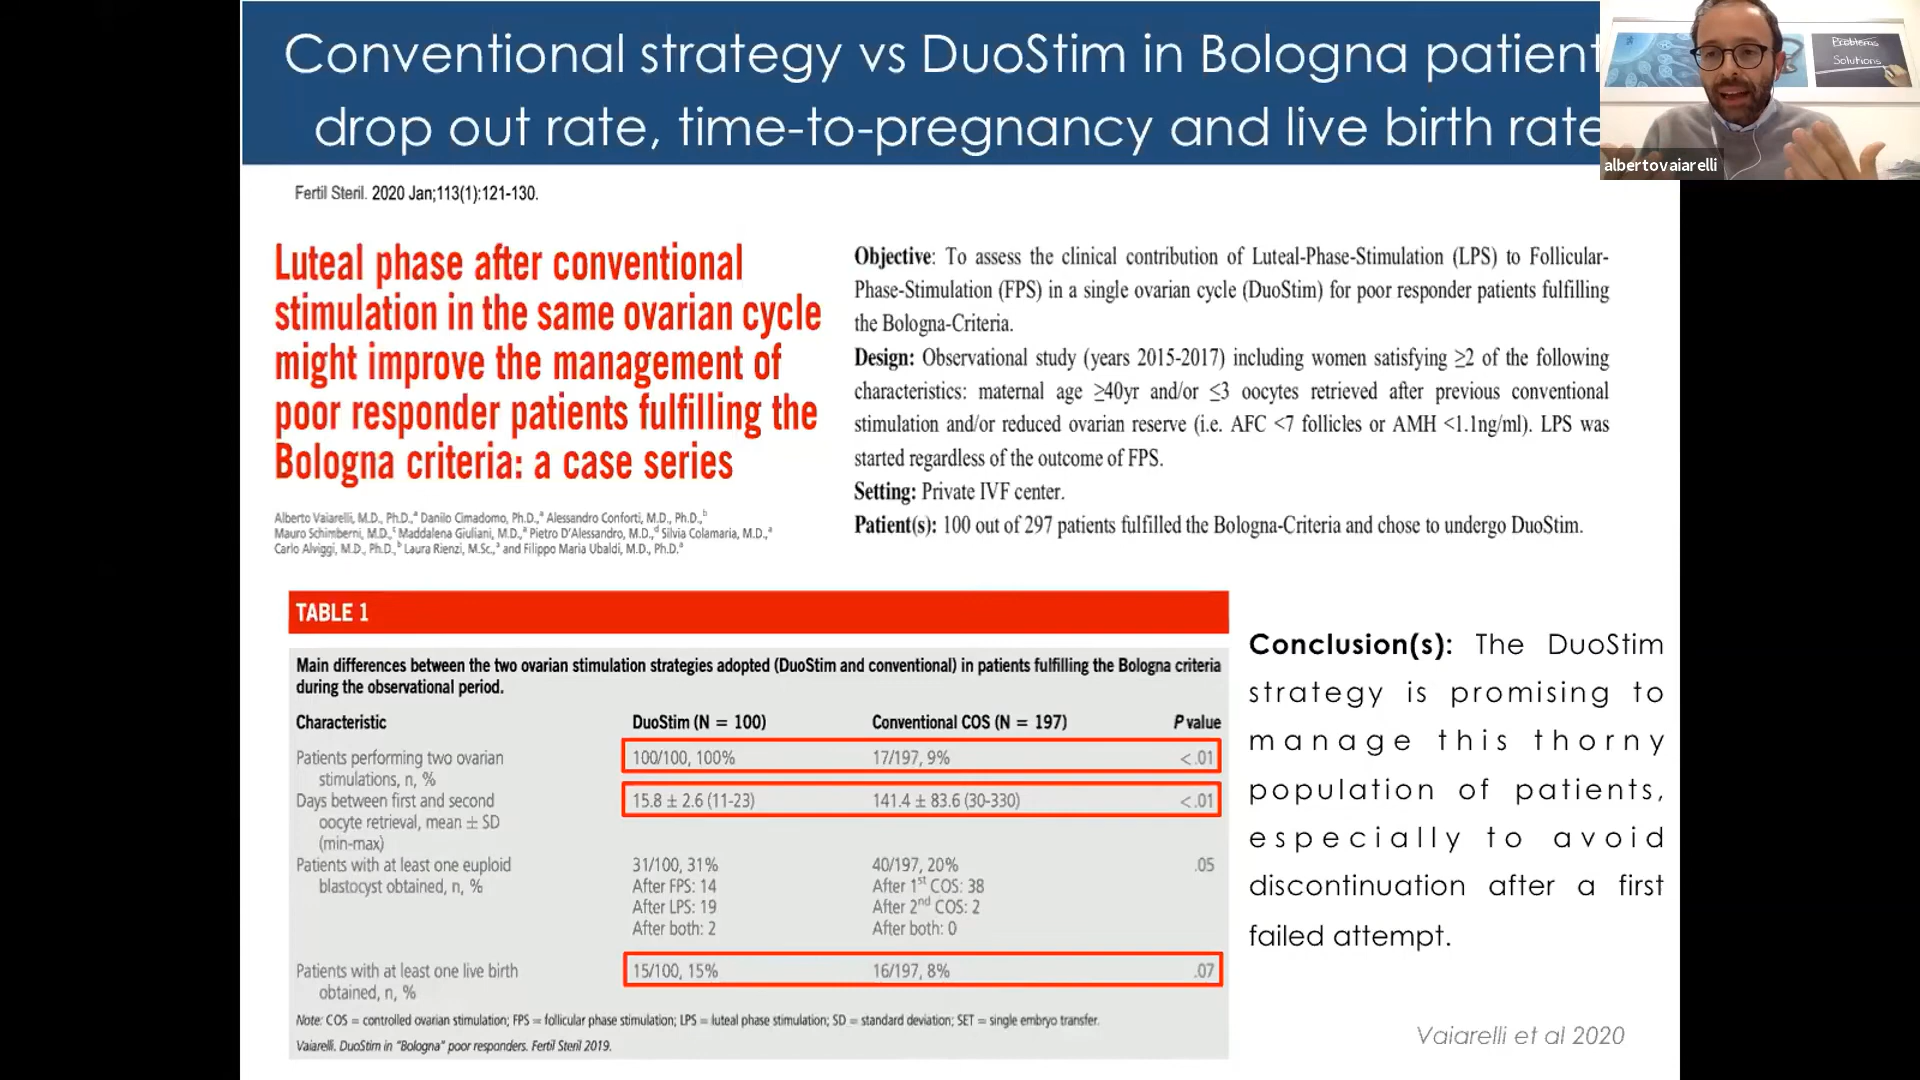 Conventional strategy vs DuoStim in Bologna patient
drop out rate, time-to-pregnancy and live birth rate
Problems
Solutions
albertovaiarelli
Fertil Steril. 2020 Jan;113(1):121-130.
Luteal phase after conventional
stimulation in the same ovarian cycle
might improve the management of
poor responder patients fulfilling the
Bologna criteria: a case series
Alberto Vaiarelli, M.D., Ph.D.,ª Danilo Cimadomo, Ph.D.,ª Alessandro Conforti, M.D., Ph.D.,ᵇ
Mauro Schimberni, M.D.,ᶜ Maddalena Giuliani, M.D.,ª Pietro D'Alessandro, M.D.,ᵈ Silvia Colamaria, M.D.,ª
Carlo Alviggi, M.D., Ph.D.,ᵇ Laura Rienzi, M.Sc.,ª and Filippo Maria Ubaldi, M.D., Ph.D.ª
Objective: To assess the clinical contribution of Luteal-Phase-Stimulation (LPS) to Follicular-
Phase-Stimulation (FPS) in a single ovarian cycle (DuoStim) for poor responder patients fulfilling
the Bologna-Criteria.
Design: Observational study (years 2015-2017) including women satisfying ≥2 of the following
characteristics: maternal age ≥40yr and/or ≤3 oocytes retrieved after previous conventional
stimulation and/or reduced ovarian reserve (i.e. AFC <7 follicles or AMH <1.1ng/ml). LPS was
started regardless of the outcome of FPS.
Setting: Private IVF center.
Patient(s): 100 out of 297 patients fulfilled the Bologna-Criteria and chose to undergo DuoStim.
TABLE 1
Main differences between the two ovarian stimulation strategies adopted (DuoStim and conventional) in patients fulfilling the Bologna criteria
during the observational period.
Characteristic DuoStim (N = 100) Conventional COS (N = 197) P value
Patients performing two ovarian 100/100, 100% 17/197, 9% <.01
stimulations, n, %
Days between first and second 15.8 ± 2.6 (11-23) 141.4 ± 83.6 (30-330) <.01
oocyte retrieval, mean ± SD
(min-max)
Patients with at least one euploid 31/100, 31% 40/197, 20% .05
blastocyst obtained, n, % After FPS: 14 After 1st COS: 38
After LPS: 19 After 2nd COS: 2
After both: 2 After both: 0
Patients with at least one live birth 15/100, 15% 16/197, 8% .07
obtained, n, %
Note: COS = controlled ovarian stimulation; FPS = follicular phase stimulation; LPS = luteal phase stimulation; SD = standard deviation; SET = single embryo transfer.
Vaiarelli. DuoStim in "Bologna" poor responders. Fertil Steril 2019.
Conclusion(s): The DuoStim
strategy is promising to
manage this thorny
population of patients,
especially to avoid
discontinuation after a first
failed attempt.
Vaiarelli et al 2020